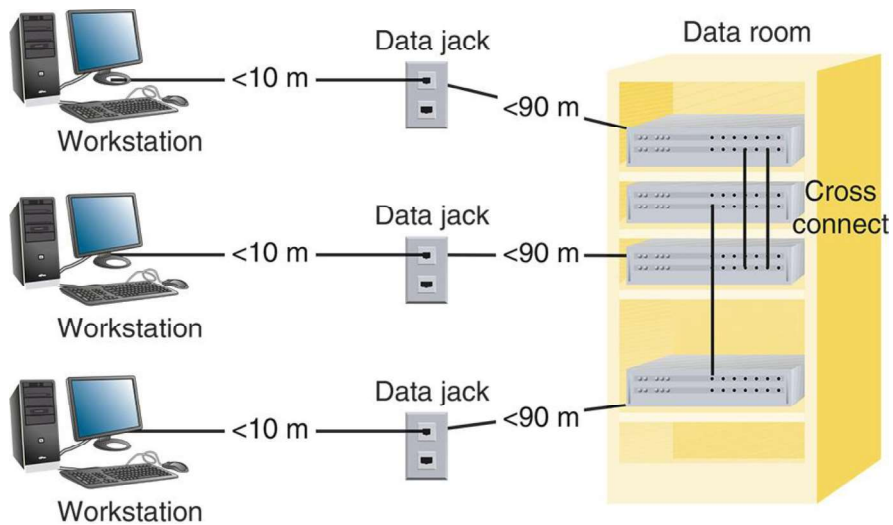 Data room
Data jack
<10 m
<90 m
Workstation
Cross
connect
Data jack
<10 m
<90 m
Workstation
Data jack
<10 m
<90 m
Workstation